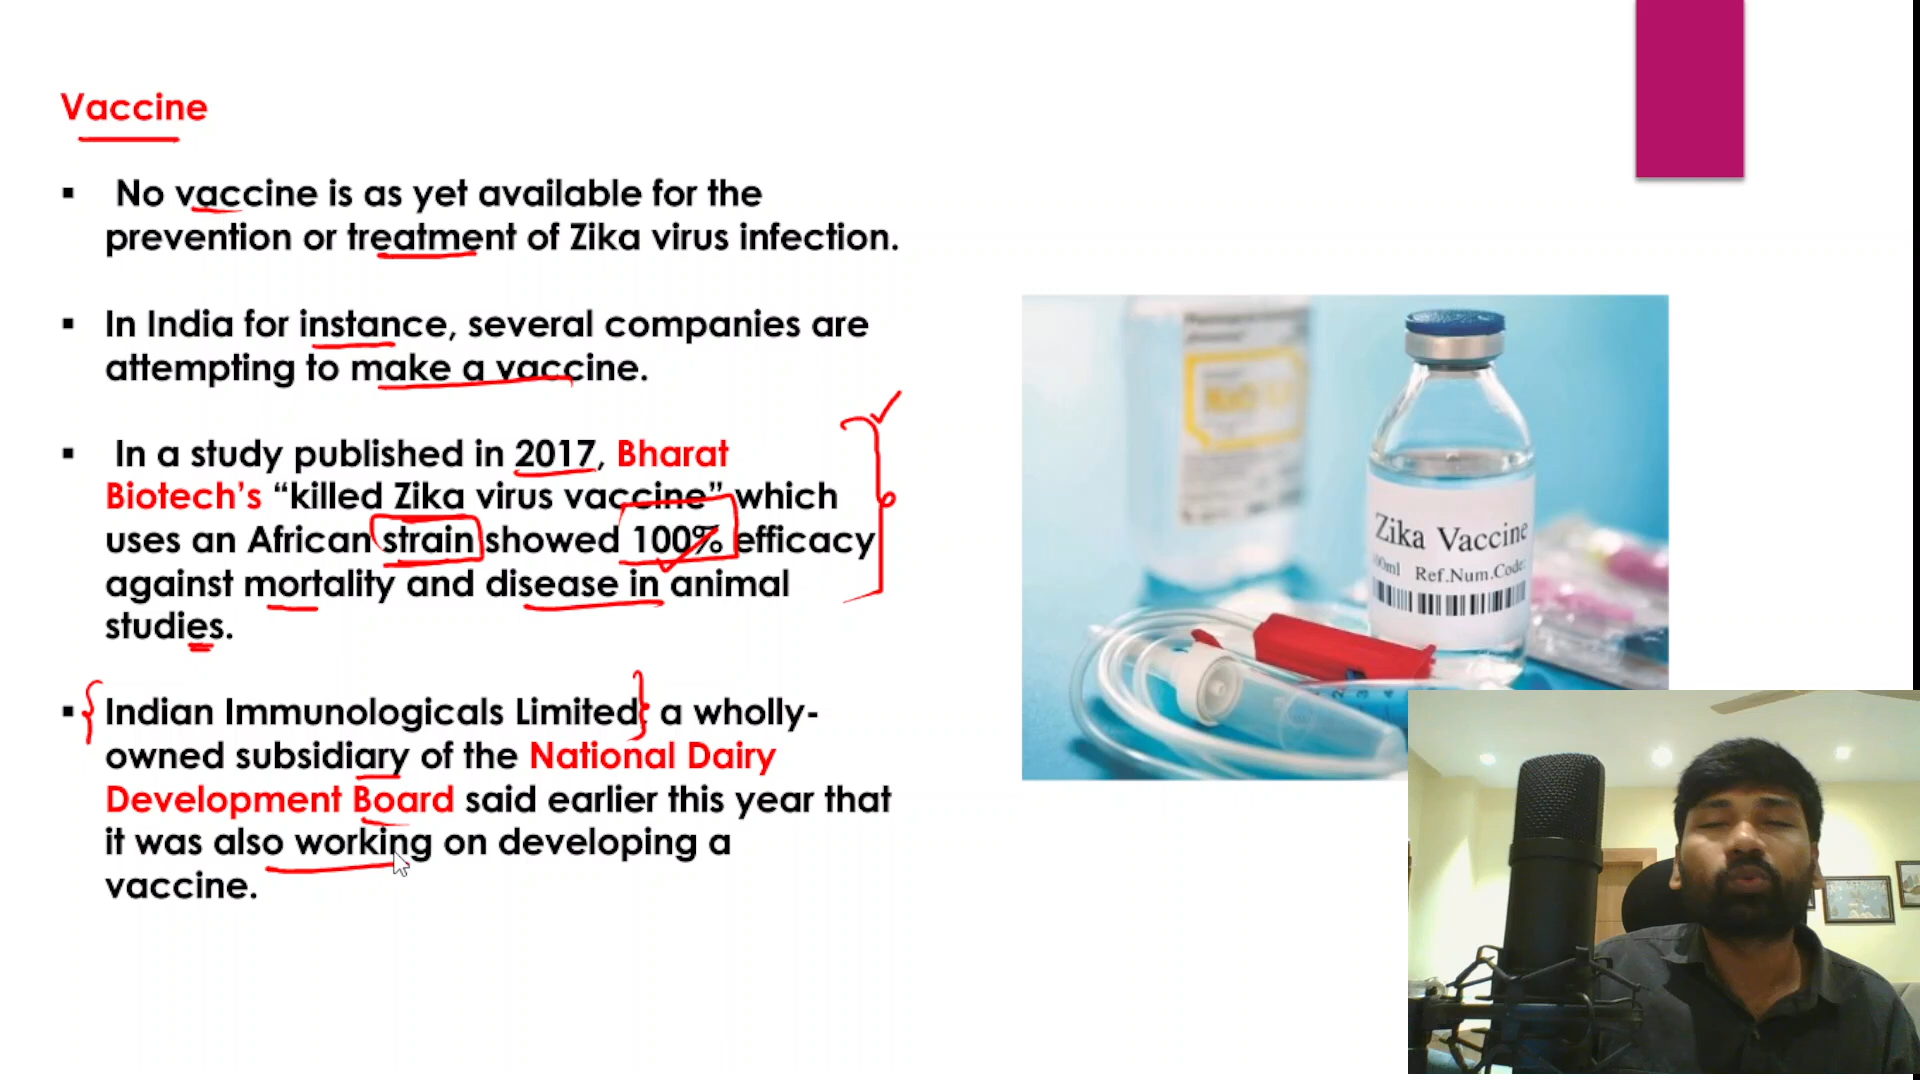 Vaccine
No vaccine is as yet available for the
prevention or treatment of Zika virus infection.
In India for instance, several companies are
attempting to make a vaccine.
In a study published in 2017, Bharat
Biotech’s “killed Zika virus vaccine” which
uses an African strain showed 100% efficacy
against mortality and disease in animal
studies.
Indian Immunologicals Limited, a wholly-
owned subsidiary of the National Dairy
Development Board said earlier this year that
it was also working on developing a
vaccine.
Zika Vaccine
Ref.Num.Code: